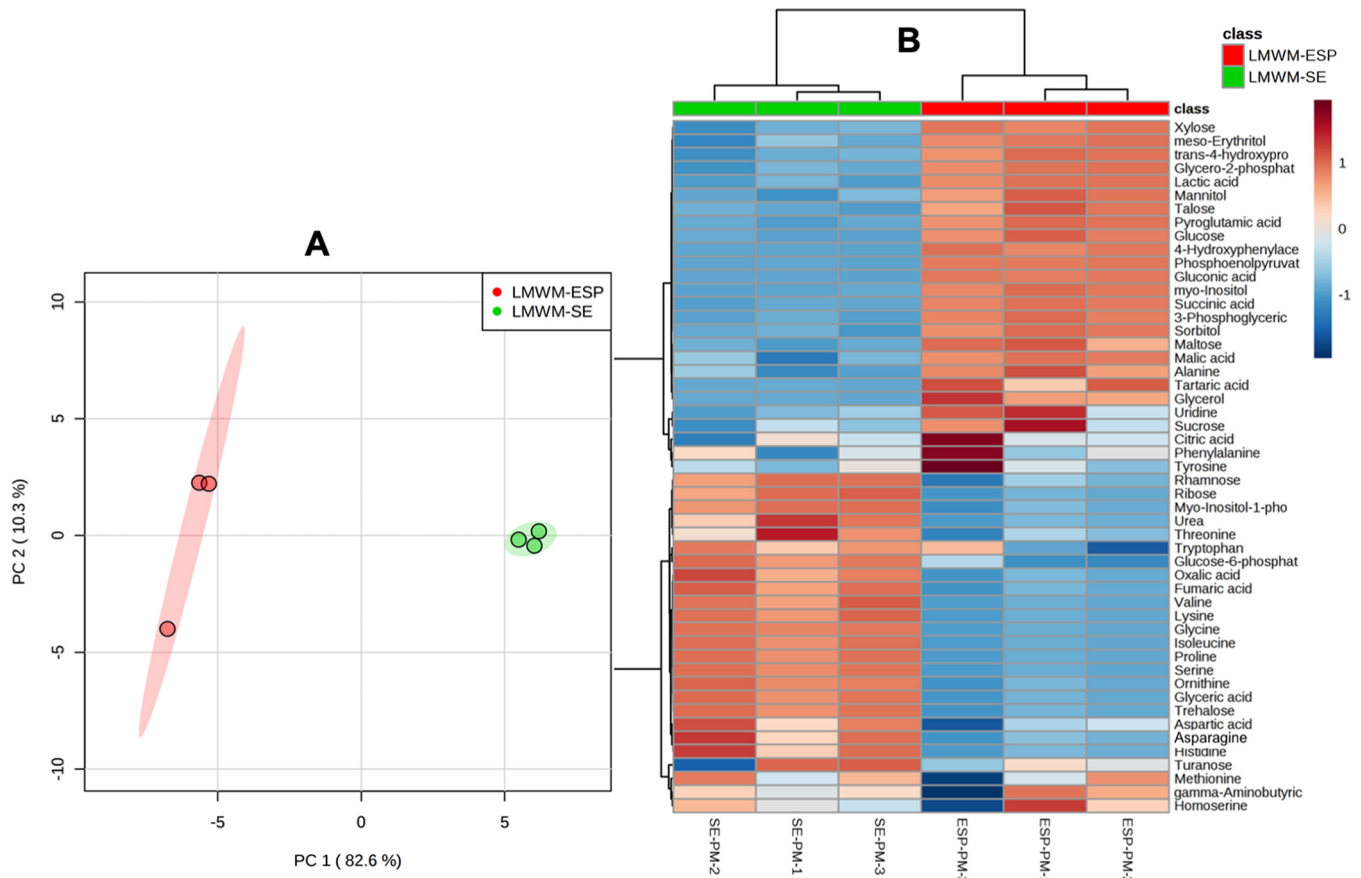 A
LMWM-ESP
LMWM-SE
10
5
0
-5
-10
-5
0
5
PC 2 ( 10.3 %)
PC 1 ( 82.6 %)
B
class
LMWM-ESP
LMWM-SE
class
1
0
-1
Xylose
meso-Erythritol
trans-4-hydroxypro
Glycero-2-phosphat
Lactic acid
Mannitol
Talose
Pyroglutamic acid
Glucose
4-Hydroxyphenylace
Phosphoenolpyruvat
Gluconic acid
myo-Inositol
Succinic acid
3-Phosphoglyceric
Sorbitol
Maltose
Malic acid
Alanine
Tartaric acid
Glycerol
Uridine
Sucrose
Citric acid
Phenylalanine
Tyrosine
Rhamnose
Ribose
Myo-Inositol-1-pho
Urea
Threonine
Tryptophan
Glucose-6-phosphat
Oxalic acid
Fumaric acid
Valine
Lysine
Glycine
Isoleucine
Proline
Serine
Ornithine
Glyceric acid
Trehalose
Aspartic acid
Asparagine
Histidine
Turanose
Methionine
gamma-Aminobutyric
Homoserine
SE-PM-2
SE-PM-1
SE-PM-3
ESP-PM-
ESP-PM-
ESP-PM-